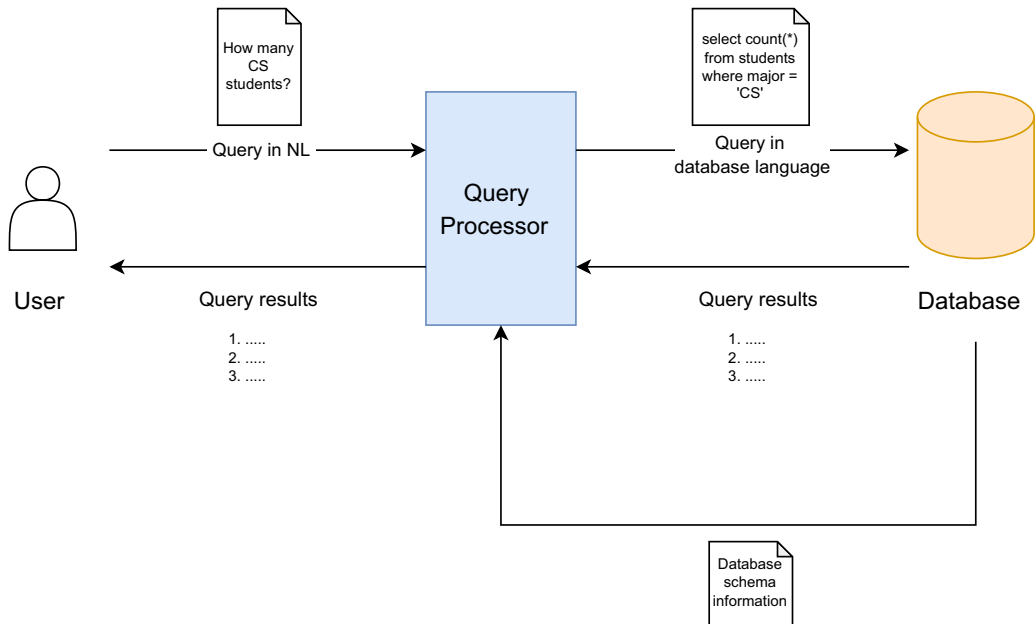 How many
CS
students?
select count(*)
from students
where major =
'CS'
Query in NL
Query in
database language
Query
Processor
User
Query results
1. .....
2. .....
3. .....
Query results
1. .....
2. .....
3. .....
Database
Database
schema
information